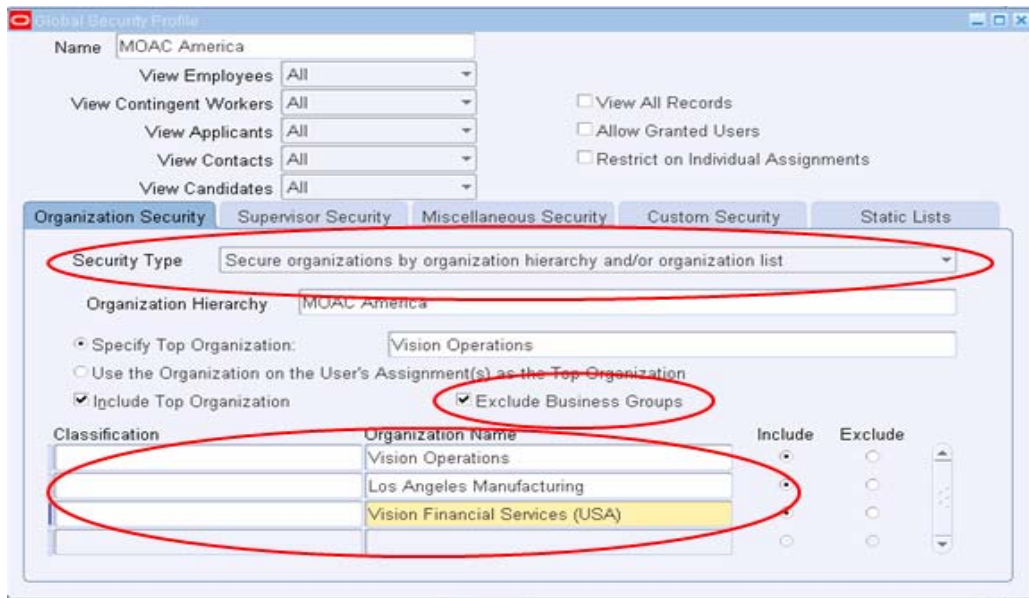 Global Security Profile
Name MOAC America
View Employees All
View Contingent Workers All View All Records
View Applicants All Allow Granted Users
View Contacts All Restrict on Individual Assignments
View Candidates All
Organization Security Supervisor Security Miscellaneous Security Custom Security Static Lists
Security Type Secure organizations by organization hierarchy and/or organization list
Organization Hierarchy MOAC America
Specify Top Organization: Vision Operations
Use the Organization on the User's Assignment(s) as the Top Organization
Include Top Organization Exclude Business Groups
Classification Organization Name Include Exclude
Vision Operations
Los Angeles Manufacturing
Vision Financial Services (USA)